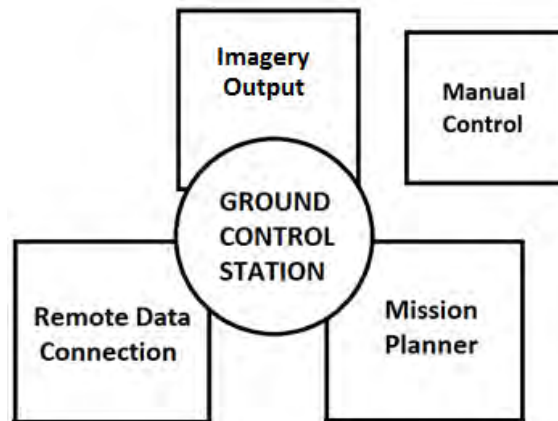 Imagery
Output
Manual
Control
GROUND
CONTROL
STATION
Remote Data
Connection
Mission
Planner